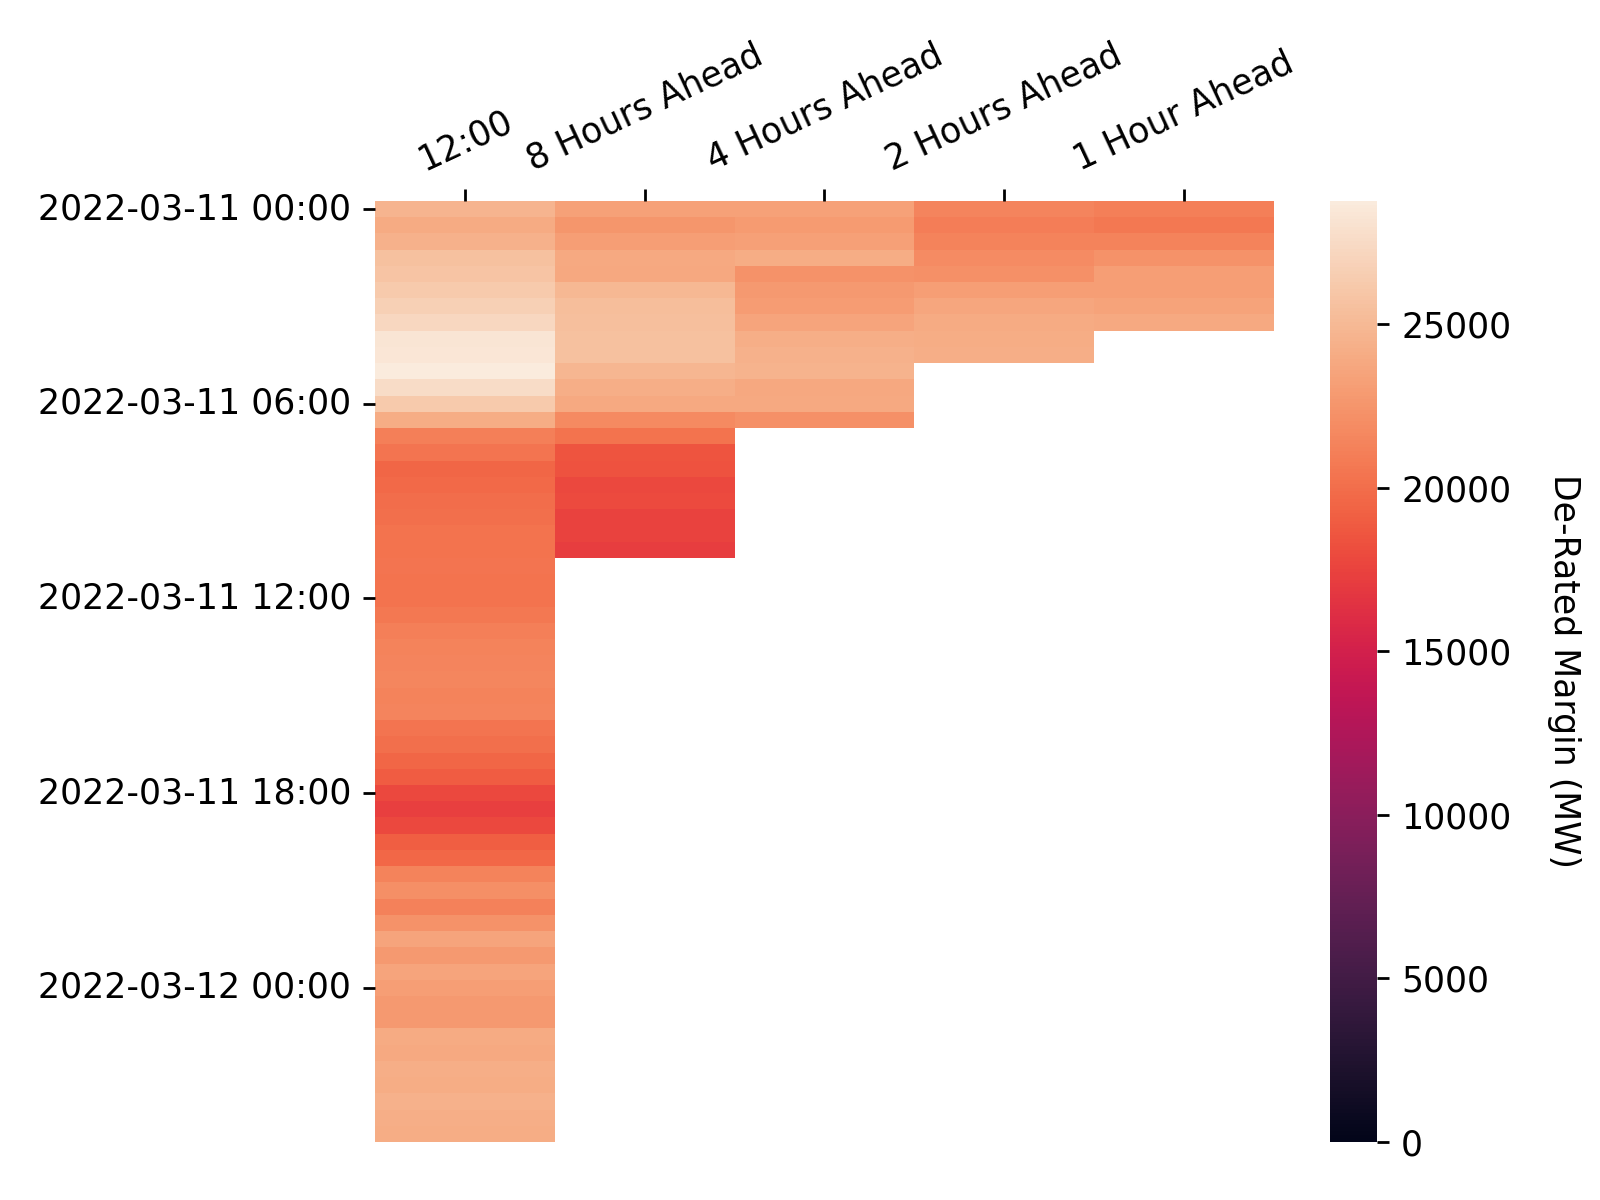 12:00
8 Hours Ahead
4 Hours Ahead
2 Hours Ahead
1 Hour Ahead
2022-03-11 00:00
2022-03-11 06:00
2022-03-11 12:00
2022-03-11 18:00
2022-03-12 00:00
25000
20000
15000
10000
5000
0
De-Rated Margin (MW)